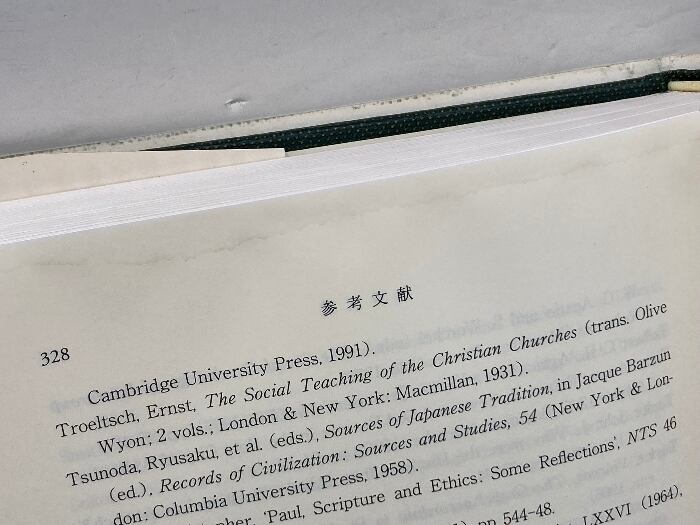 参考文献
328
Cambridge University Press, 1991).
Troeltsch, Ernst, The Social Teaching of the Christian Churches (trans. Olive
Wyon; 2 vols.; London & New York: Macmillan, 1931).
Tsunoda, Ryusaku, et al. (eds.), Sources of Japanese Tradition, in Jacque Barzun
(ed.), Records of Civilization: Sources and Studies, 54 (New York & Lon-
don: Columbia University Press, 1958).
'Paul, Scripture and Ethics: Some Reflections', NTS 46
pp. 544-48.
LXXVI (1964),